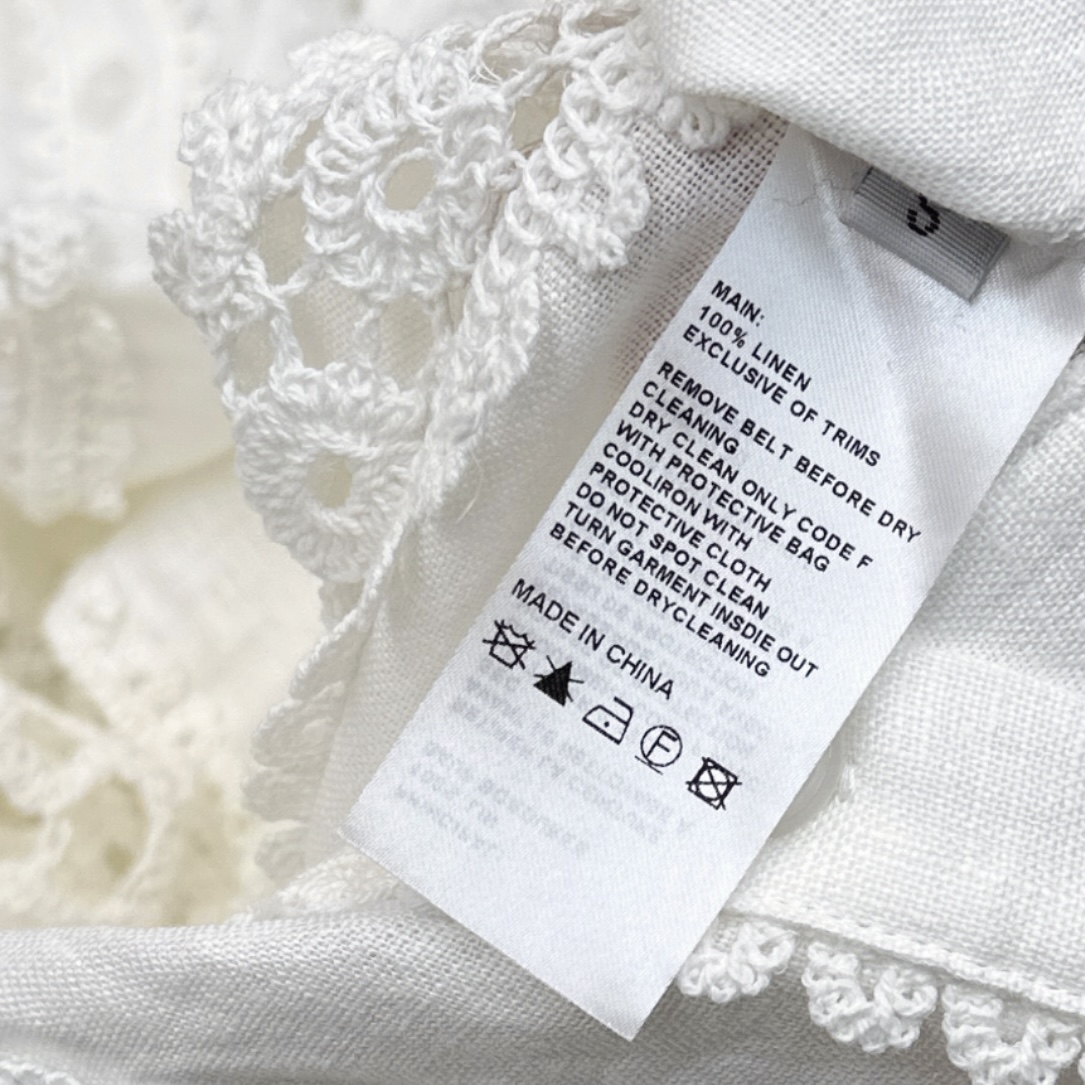 MAIN:
100% LINEN
EXCLUSIVE OF TRIMS
REMOVE BELT BEFORE DRY
CLEANING
DRY CLEAN ONLY CODE F
WITH PROTECTIVE BAG
COOLIRON WITH
PROTECTIVE CLOTH
DO NOT SPOT CLEAN
TURN GARMENT INSDIE OUT
BEFORE DRYCLEANING
MADE IN CHINA
F